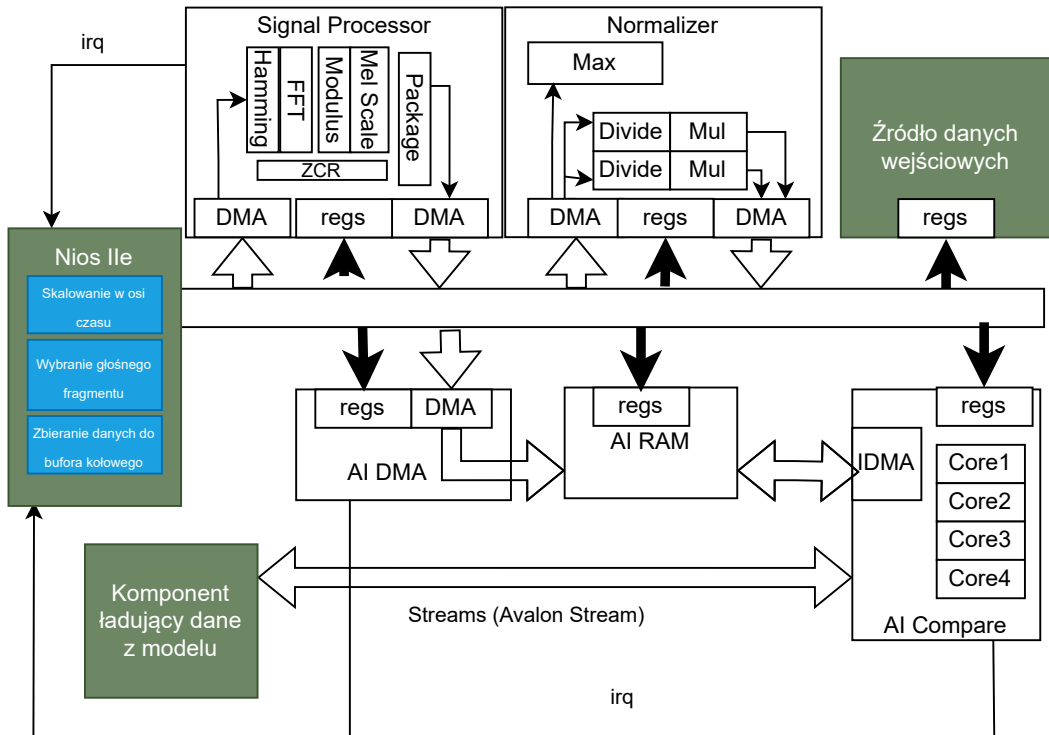 irq
Signal Processor
Hamming
FFT
Modulus
Mel Scale
Package
ZCR
DMA
regs
DMA
Normalizer
Max
Divide
Mul
Divide
Mul
DMA
regs
DMA
Źródło danych
wejściowych
regs
Nios IIe
Skalowanie w osi
czasu
Wybranie głośnego
fragmentu
Zbieranie danych do
bufora kołowego
regs
DMA
AI DMA
regs
AI RAM
regs
IDMA
Core1
Core2
Core3
Core4
AI Compare
Komponent
ładujący dane
z modelu
Streams (Avalon Stream)
irq